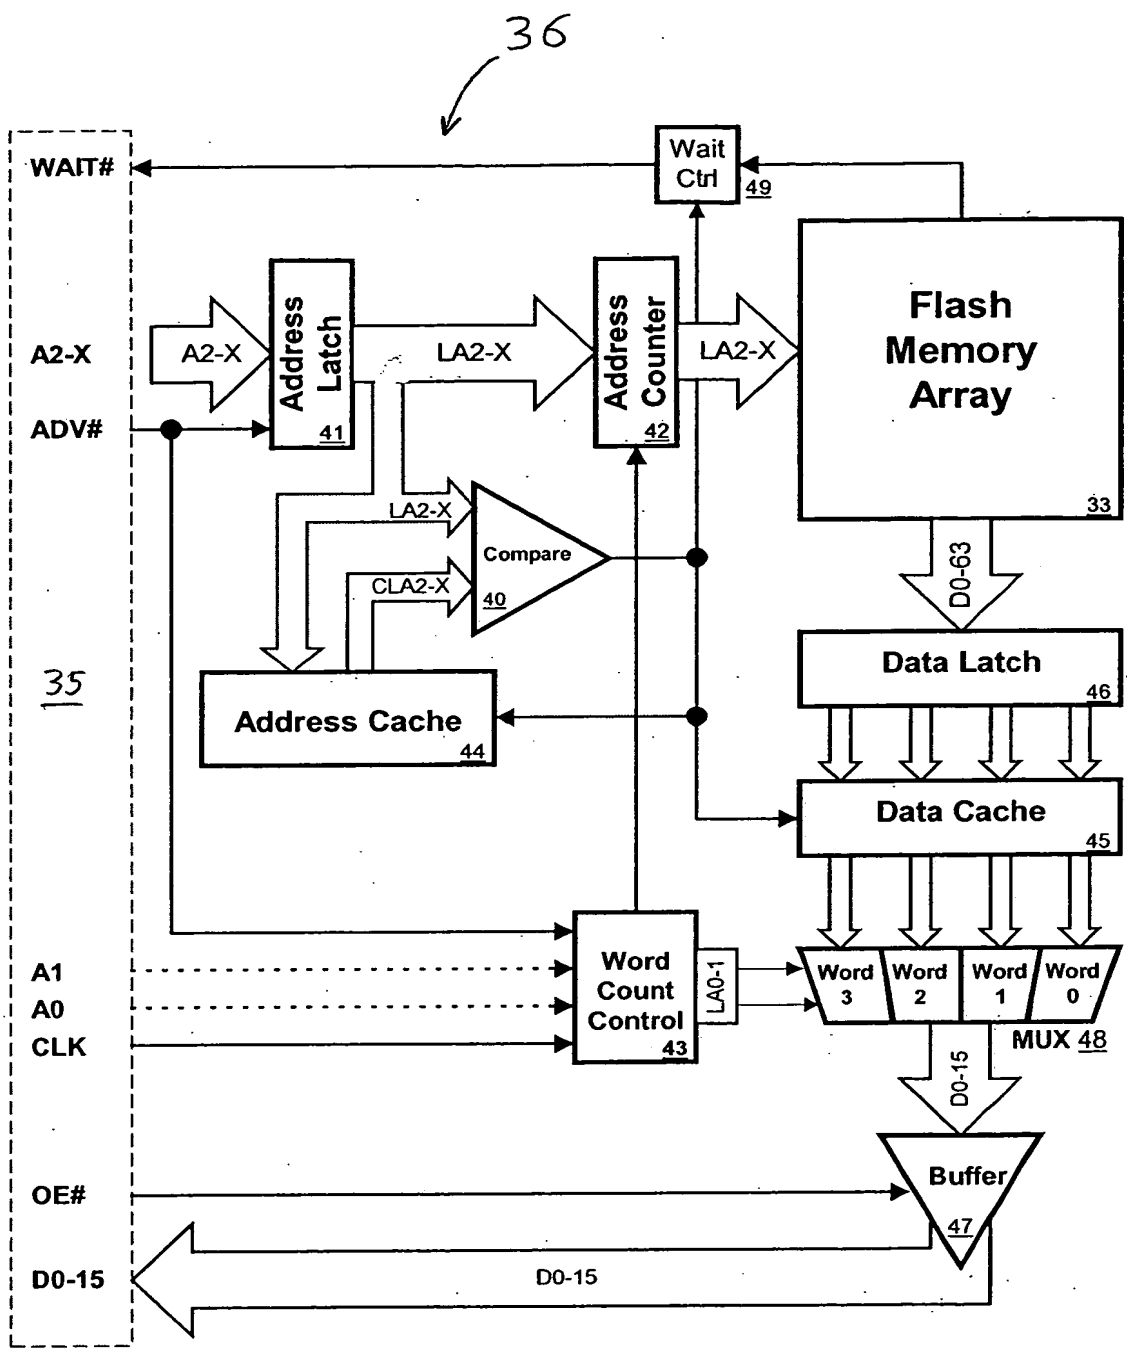 36
WAIT#
Wait
Ctrl
49
A2-X
A2-X
Address
Latch
41
LA2-X
Address
Counter
42
LA2-X
Flash
Memory
Array
33
ADV#
LA2-X
Compare
40
CLA2-X
D0-63
35
Address Cache
44
Data Latch
46
Data Cache
45
A1
A0
CLK
Word
Count
Control
43
LA0-1
Word
3
Word
2
Word
1
Word
0
MUX 48
D0-15
OE#
Buffer
47
D0-15
D0-15